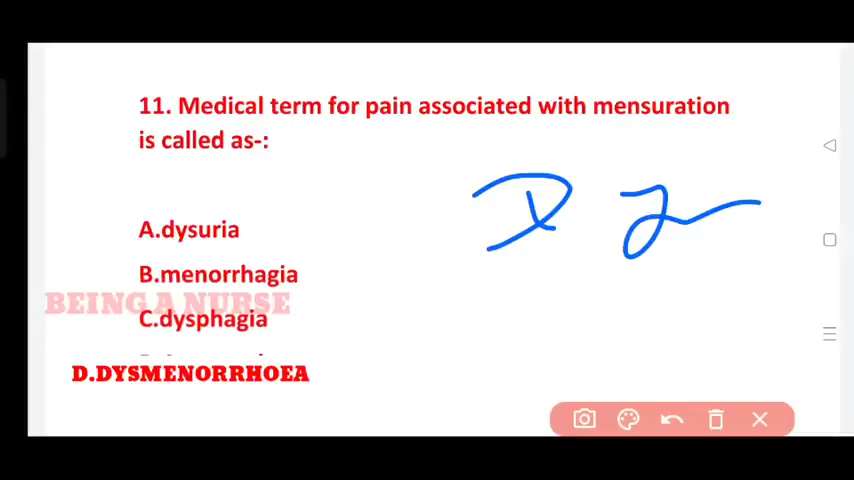 11. Medical term for pain associated with mensuration
is called as-:
A.dysuria
B.menorrhagia
BEING A NURSE
C.dysphagia
D.DYSMENORRHOEA